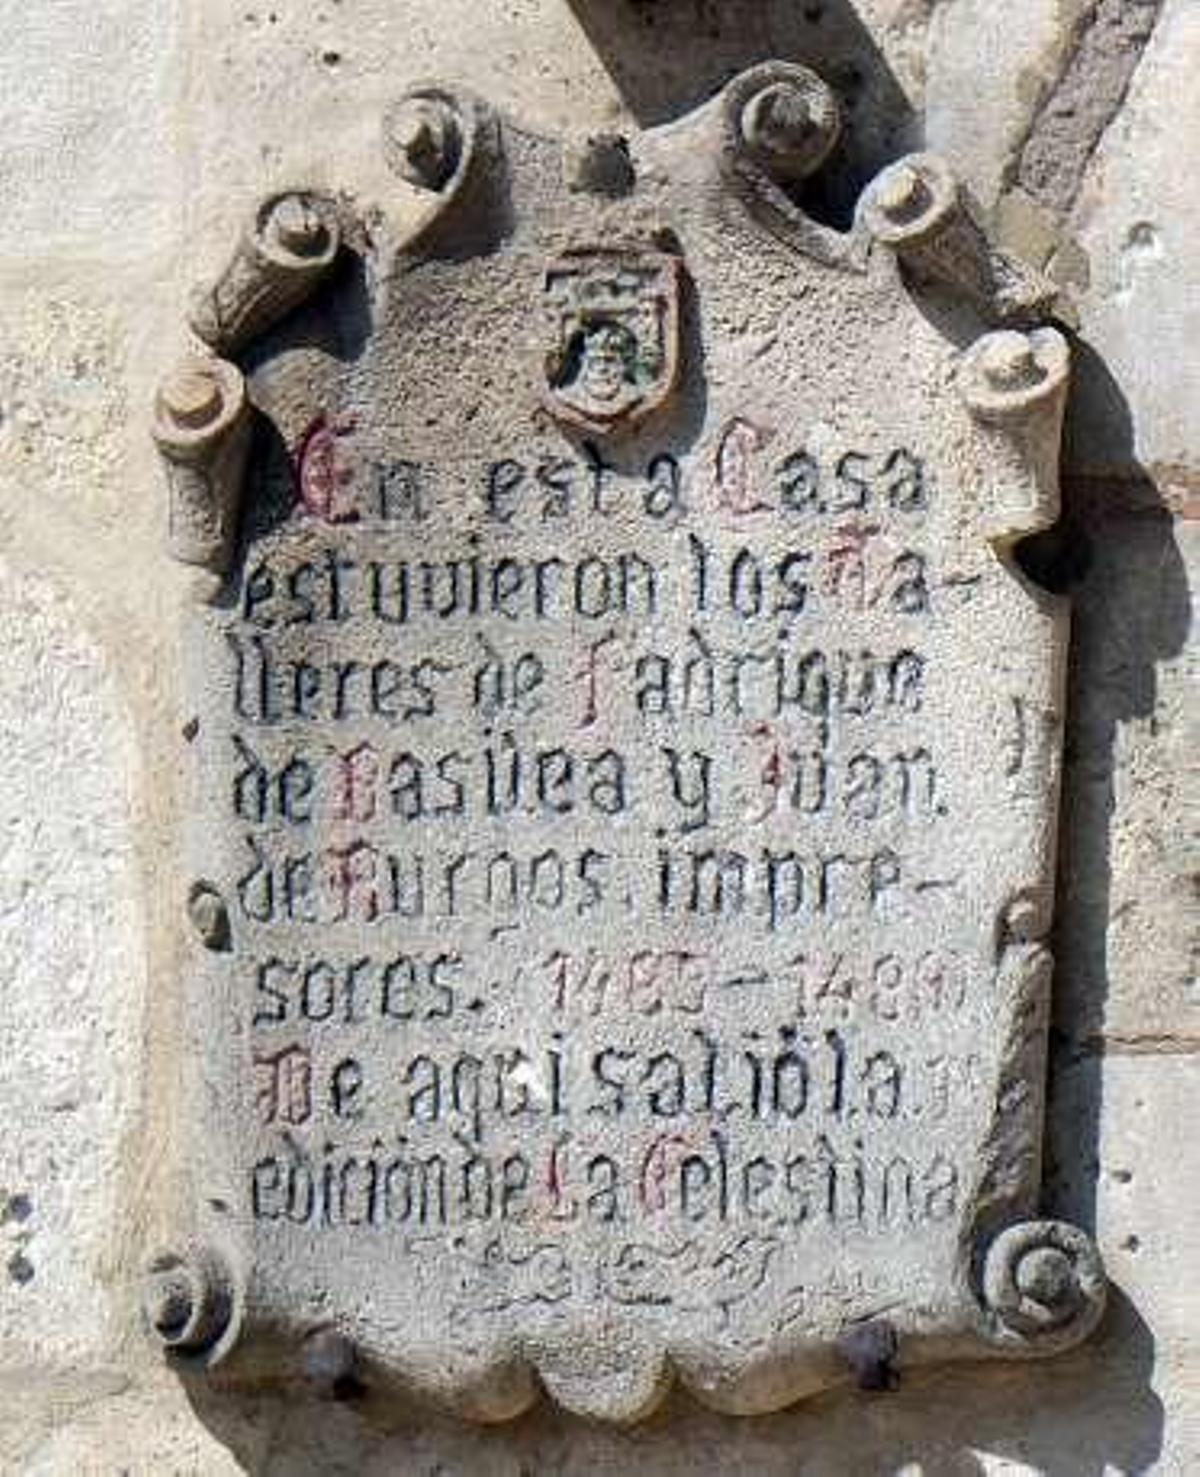 En esta Casa
estuvieron los Ta-
lleres de Fadrique
de Basilea y Juan
de Burgos, impre-
sores.
De aqui salió la
edición de La Celestina